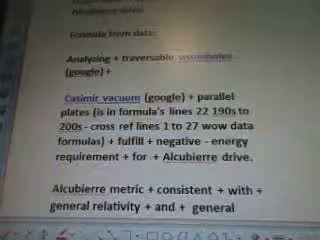 Alcubierre drive
Formula from data:
Analyzing + traversable wormholes
(google) +
Casimir vacuum (google) + parallel
plates (is in formula's lines 22 190s to
200s - cross ref lines 1 to 27 wow data
formulas) + fulfill + negative - energy
requirement + for + Alcubierre drive.
Alcubierre metric + consistent + with +
general relativity + and + general